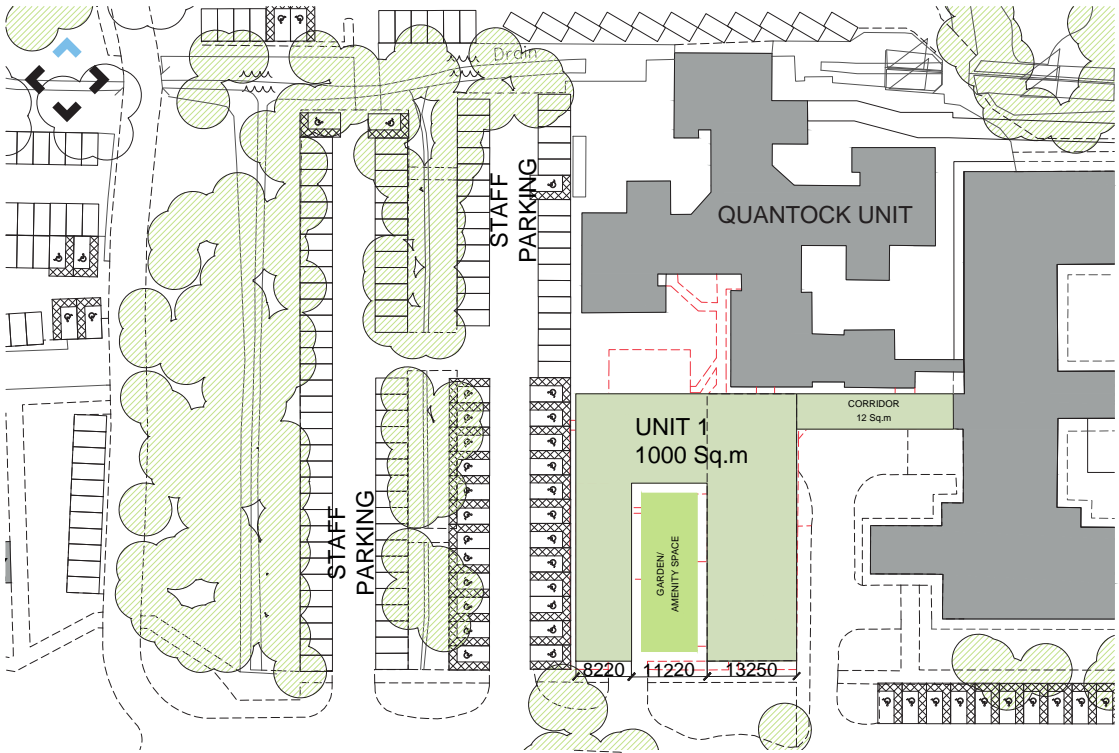 Drain
STAFF
PARKING
QUANTOCK UNIT
CORRIDOR
12 Sq.m
UNIT 1
1000 Sq.m
STAFF
PARKING
GARDEN/
AMENITY SPACE
8220 11220 13250